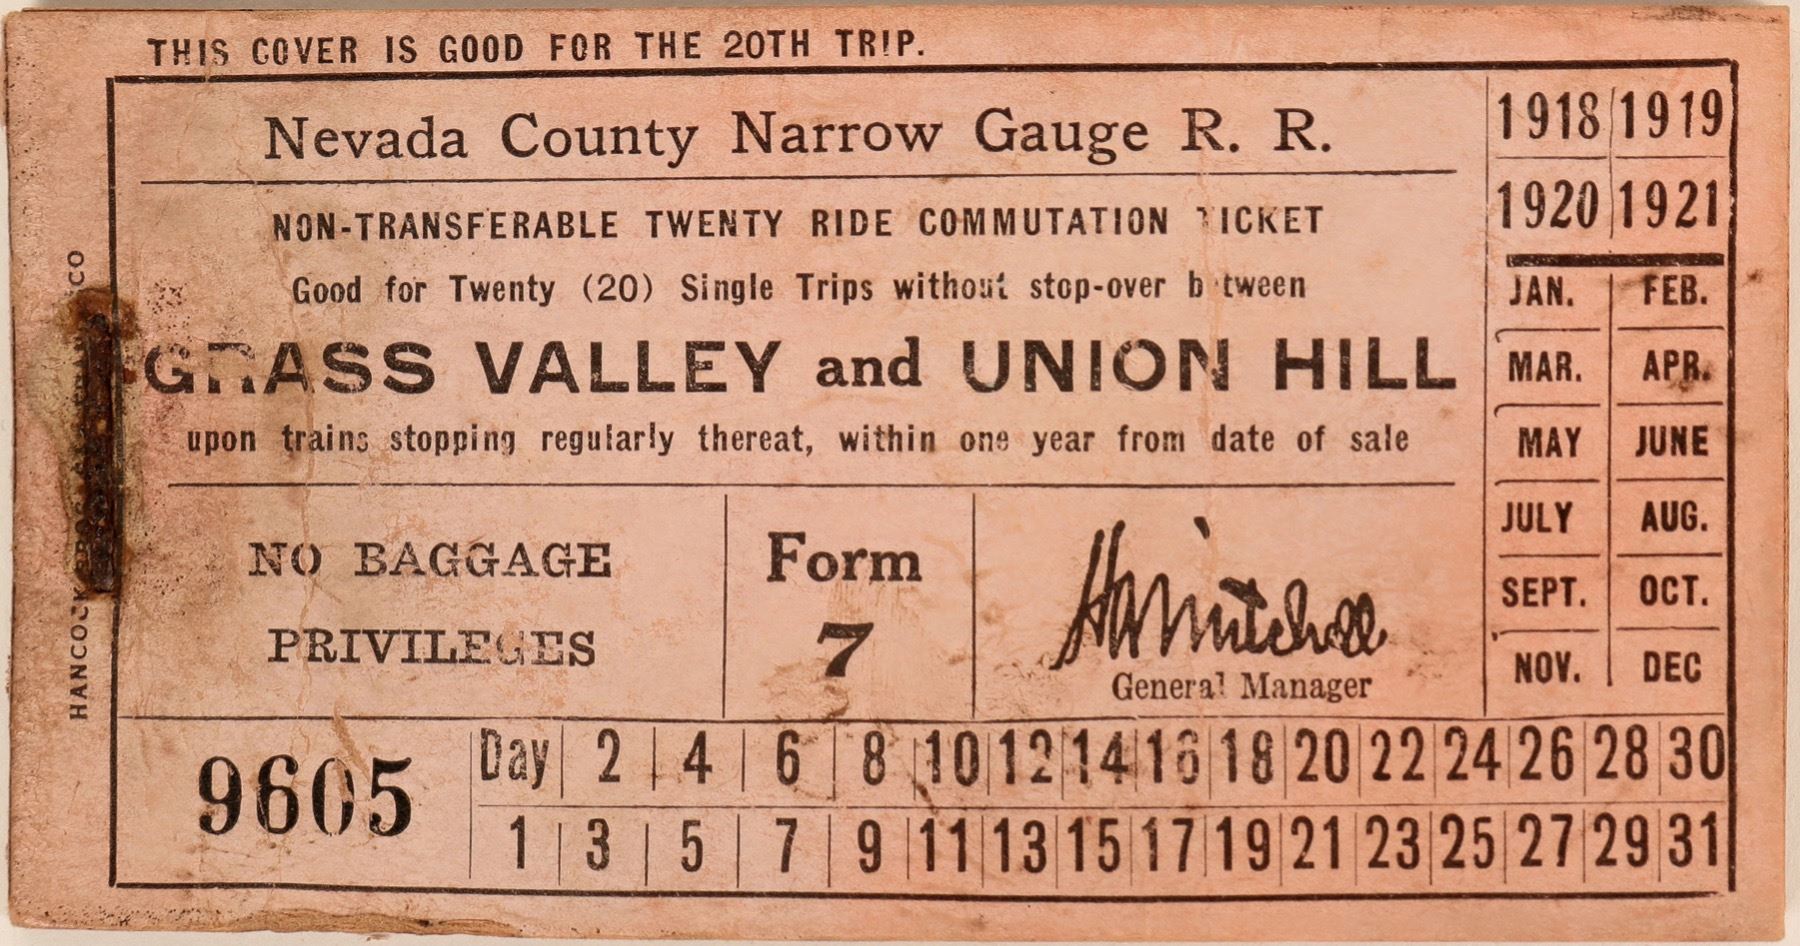 THIS COVER IS GOOD FOR THE 20TH TRIP.
Nevada County Narrow Gauge R. R.
NON-TRANSFERABLE TWENTY RIDE COMMUTATION TICKET
Good for Twenty (20) Single Trips without stop-over between
GRASS VALLEY and UNION HILL
upon trains stopping regularly thereat, within one year from date of sale
NO BAGGAGE
PRIVILEGES
Form
7
Mitchell
General Manager
1918 1919
1920 1921
JAN. FEB.
MAR. APR.
MAY JUNE
JULY AUG.
SEPT. OCT.
NOV. DEC
9605
Day 2 4 6 8 10 12 14 16 18 20 22 24 26 28 30
1 3 5 7 9 11 13 15 17 19 21 23 25 27 29 31
HANCOCK BROS CO